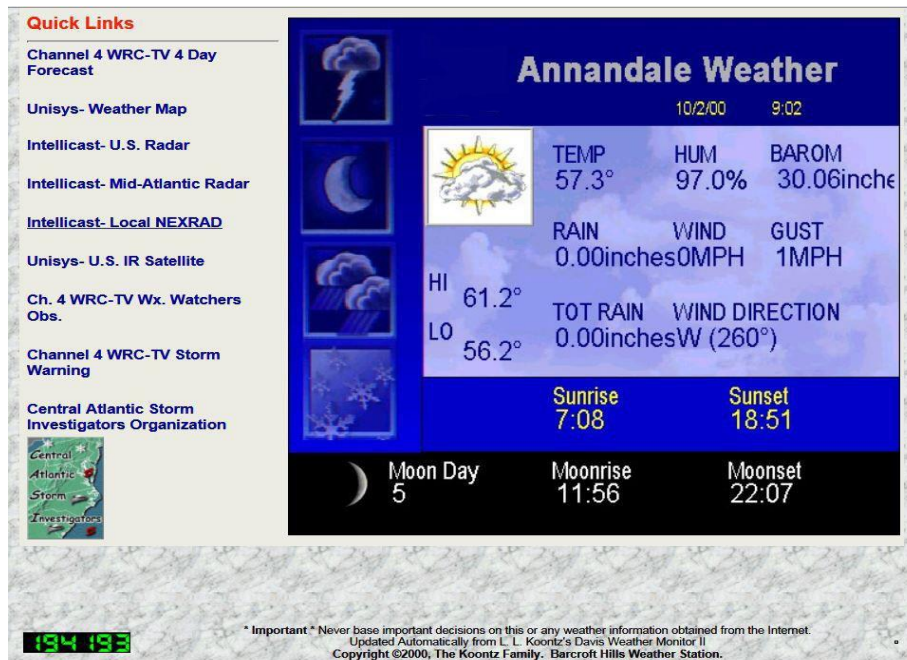 Quick Links
Channel 4 WRC-TV 4 Day
Forecast
Unisys- Weather Map
Intellicast- U.S. Radar
Intellicast- Mid-Atlantic Radar
Intellicast- Local NEXRAD
Unisys- U.S. IR Satellite
Ch. 4 WRC-TV Wx. Watchers
Obs.
Channel 4 WRC-TV Storm
Warning
Central Atlantic Storm
Investigators Organization
Central
Atlantic
Storm
Investigators
Annandale Weather
10/2/00 9:02
TEMP HUM BAROM
57.3° 97.0% 30.06inche
RAIN WIND GUST
0.00inches0MPH 1MPH
HI
61.2°
LO
56.2°
TOT RAIN WIND DIRECTION
0.00inchesW (260°)
Sunrise Sunset
7:08 18:51
Moon Day Moonrise Moonset
5 11:56 22:07
194193
* Important * Never base important decisions on this or any weather information obtained from the Internet.
Updated Automatically from L. L. Koontz's Davis Weather Monitor II
Copyright ©2000, The Koontz Family. Barcroft Hills Weather Station.